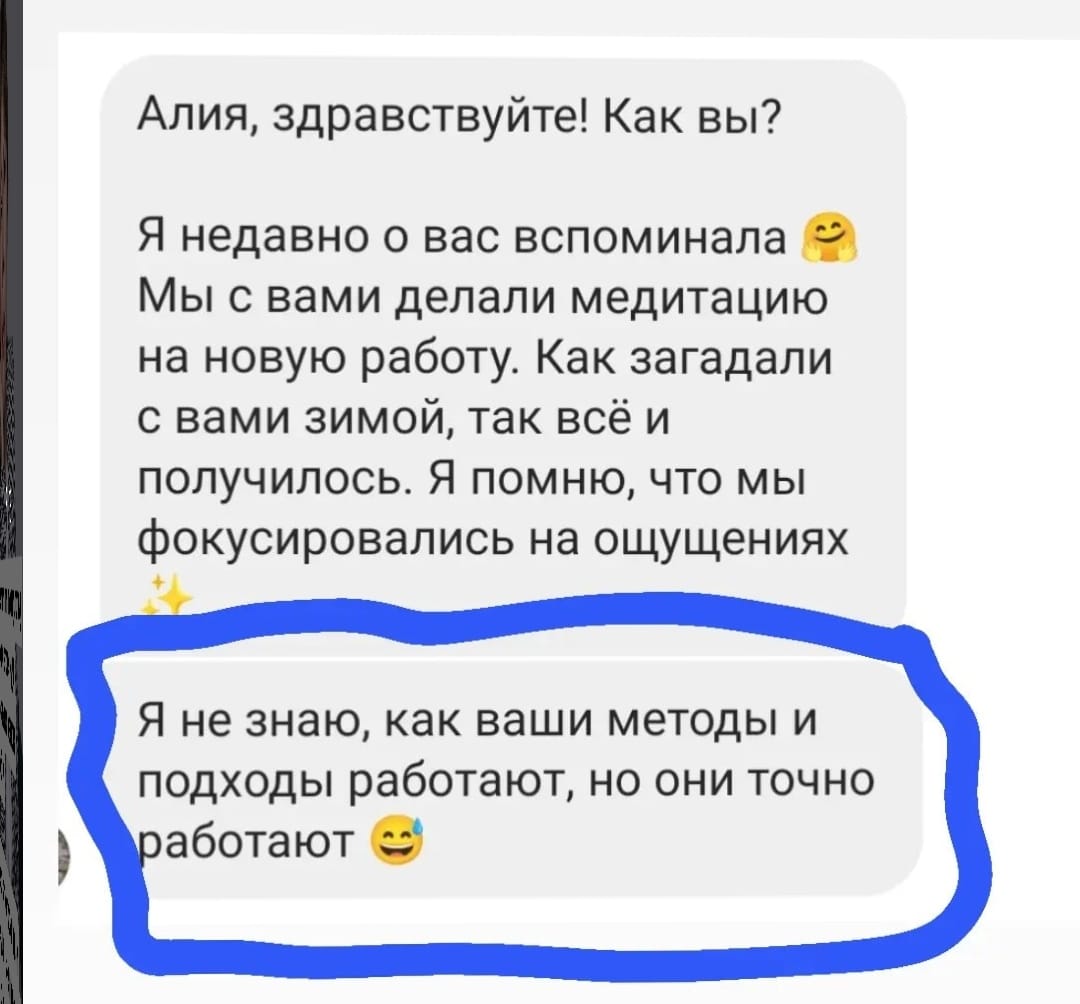 Алия, здравствуйте! Как вы?
Я недавно о вас вспоминала 🤗
Мы с вами делали медитацию
на новую работу. Как загадали
с вами зимой, так всё и
получилось. Я помню, что мы
фокусировались на ощущениях
✨
Я не знаю, как ваши методы и
подходы работают, но они точно
работают 😅